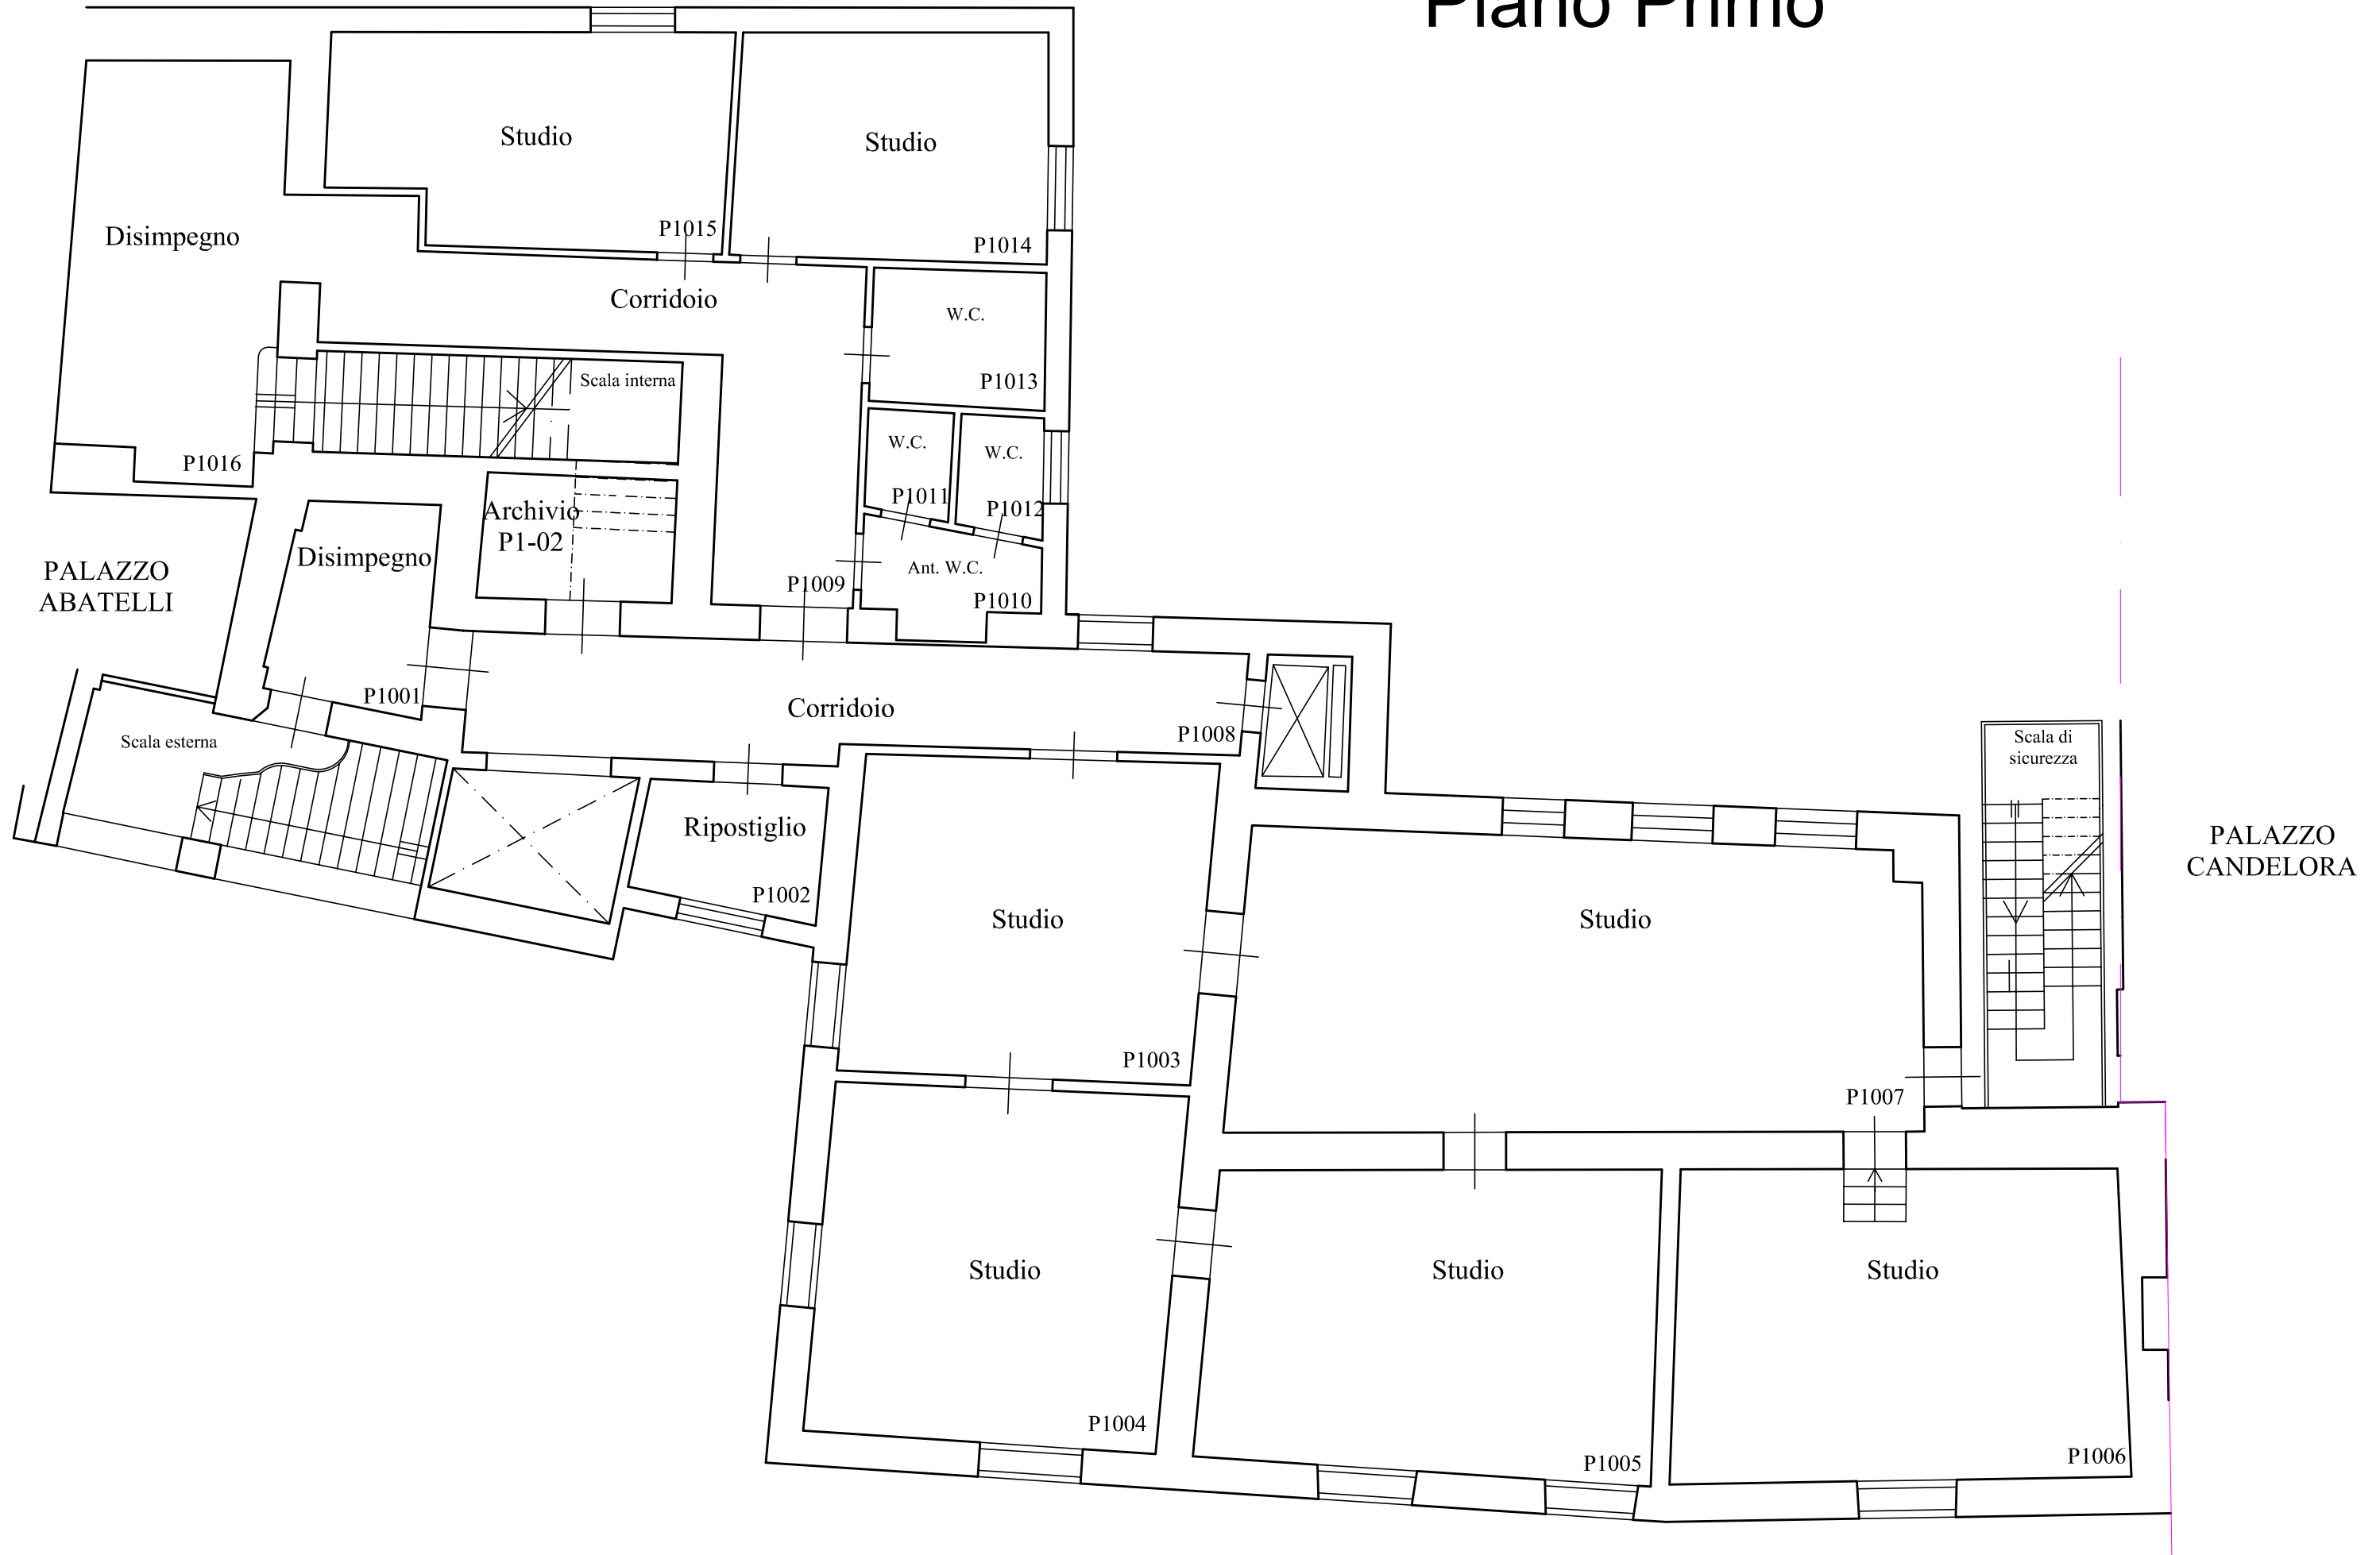 Piano Primo
Studio
P1015
Studio
P1014
Disimpegno
P1016
Corridoio
P1009
W.C.
P1013
Scala interna
W.C.
P1011
W.C.
P1012
Ant. W.C.
P1010
Archivio
P1-02
Disimpegno
P1001
PALAZZO
ABATELLI
Scala esterna
Corridoio
P1008
Ripostiglio
P1002
Studio
P1003
Studio
P1007
Scala di
sicurezza
PALAZZO
CANDELORA
Studio
P1004
Studio
P1005
Studio
P1006